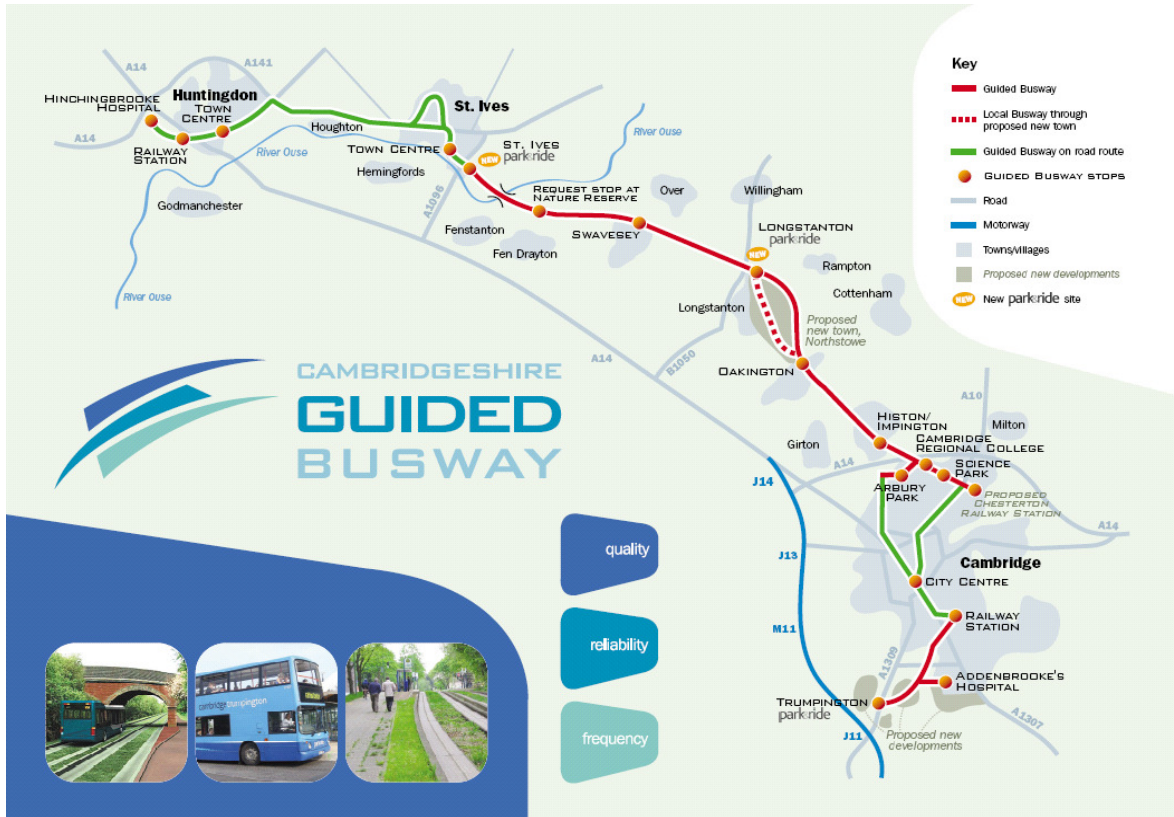 A14
A141
HINCHINGBROOKE
HOSPITAL
Huntingdon
TOWN
CENTRE
A14
RAILWAY
STATION
Houghton
River Ouse
Godmanchester
River Ouse
St. Ives
TOWN CENTRE
NEW
ST. IVES
park&ride
River Ouse
Hemingfords
A1096
REQUEST STOP AT
NATURE RESERVE
Fenstanton
Fen Drayton
SWAVESEY
Over
Willingham
LONGSTANTON
park&ride
NEW
Rampton
Cottenham
Longstanton
Proposed
new town,
Northstowe
A14
B1050
OAKINGTON
HISTON/
IMPINGTON
A10
Milton
CAMBRIDGE
REGIONAL COLLEGE
Girton
A14
SCIENCE
PARK
ARBURY
PARK
PROPOSED
CHESTERTON
RAILWAY STATION
A14
J14
J13
Cambridge
CITY CENTRE
M11
RAILWAY
STATION
A1309
ADDENBROOKE'S
HOSPITAL
TRUMPINGTON
park&ride
A1307
J11
Proposed new
developments
Key
Guided Busway
Local Busway through
proposed new town
Guided Busway on road route
GUIDED BUSWAY STOPS
Road
Motorway
Towns/villages
Proposed new developments
NEW
New park&ride site
CAMBRIDGESHIRE
GUIDED
BUSWAY
quality
reliability
frequency